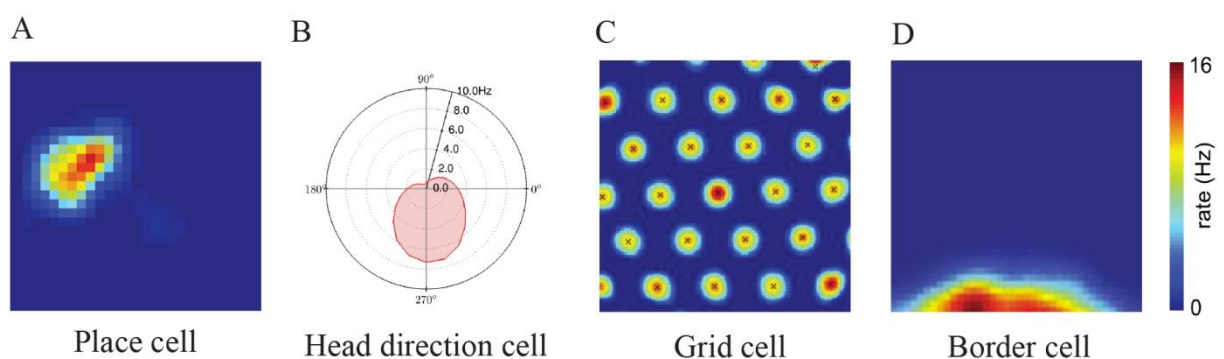 A
B
C
D
90°
10.0Hz
8.0
6.0
4.0
2.0
0.0
180°
0°
270°
16
rate (Hz)
0
Place cell
Head direction cell
Grid cell
Border cell